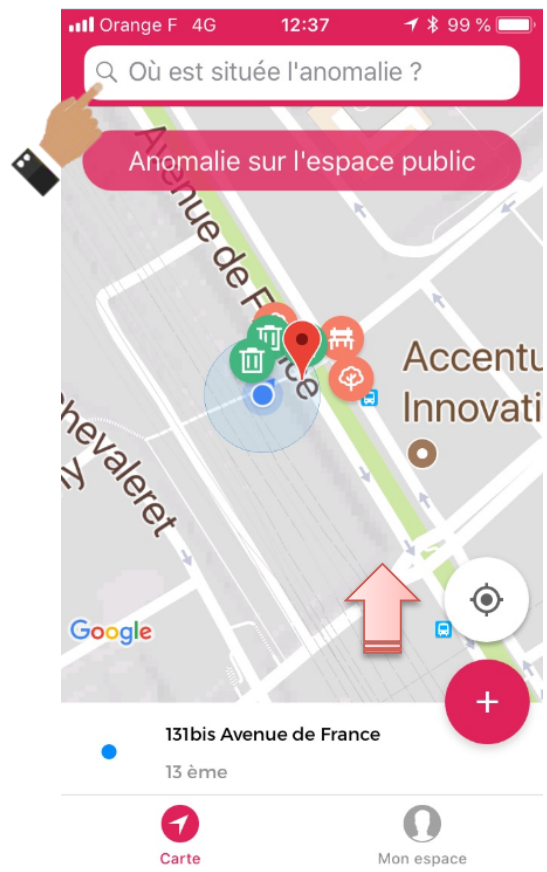 Orange F 4G 12:37 99 %
Où est située l'anomalie ?
Anomalie sur l'espace public
Avenue de France
Accentu
Innovati
Chevaleret
Google
+
131bis Avenue de France
13 ème
Carte
Mon espace